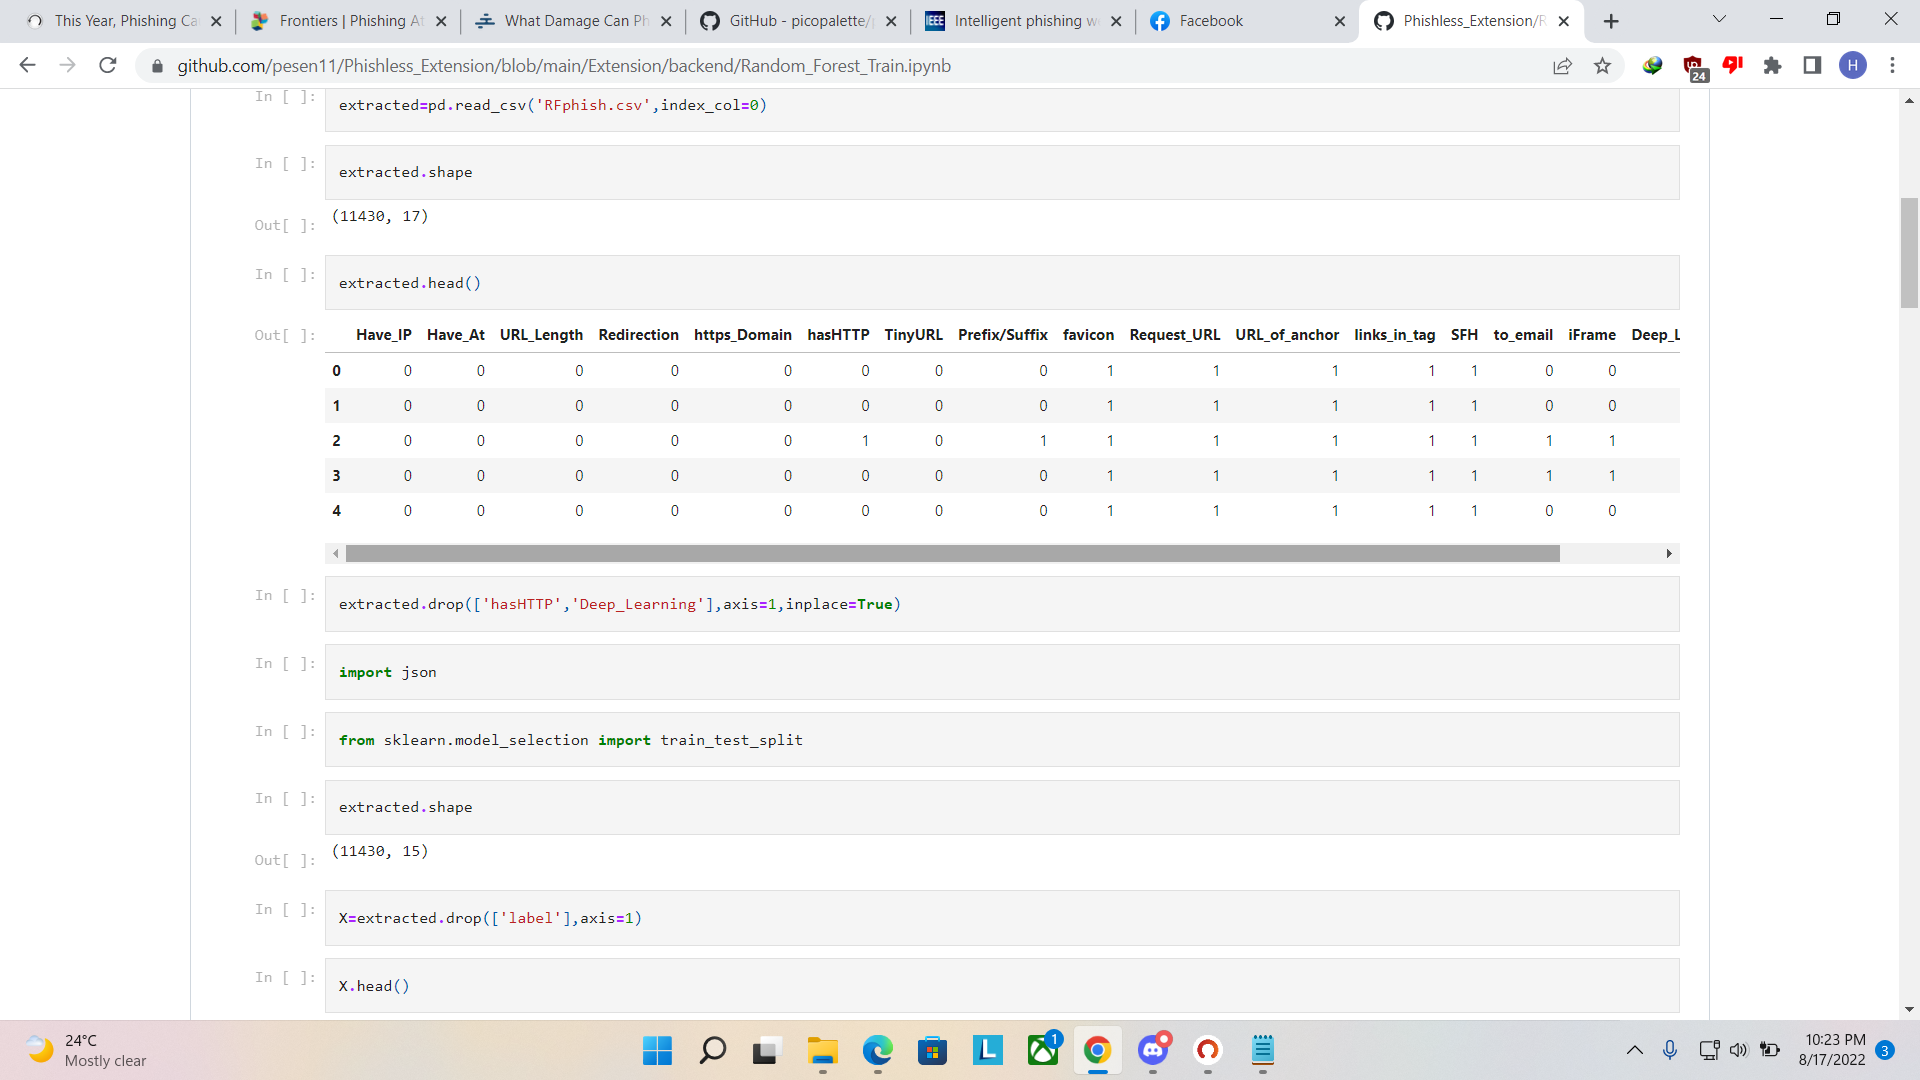 This Year, Phishing Ca
Frontiers | Phishing At
What Damage Can Ph
GitHub - picopalette/p
IEEE Intelligent phishing we
Facebook
Phishless_Extension/R
github.com/pesen11/Phishless_Extension/blob/main/Extension/backend/Random_Forest_Train.ipynb
24
H
In [ ]: extracted=pd.read_csv('RFphish.csv',index_col=0)
In [ ]: extracted.shape
Out[ ]: (11430, 17)
In [ ]: extracted.head()
Out[ ]: Have_IP Have_At URL_Length Redirection https_Domain hasHTTP TinyURL Prefix/Suffix favicon Request_URL URL_of_anchor links_in_tag SFH to_email iFrame Deep_L
0 0 0 0 0 0 0 0 0 1 1 1 1 1 0 0
1 0 0 0 0 0 0 0 0 1 1 1 1 1 0 0
2 0 0 0 0 0 1 0 1 1 1 1 1 1 1 1
3 0 0 0 0 0 0 0 0 1 1 1 1 1 1 1
4 0 0 0 0 0 0 0 0 1 1 1 1 1 0 0
In [ ]: extracted.drop(['hasHTTP','Deep_Learning'],axis=1,inplace=True)
In [ ]: import json
In [ ]: from sklearn.model_selection import train_test_split
In [ ]: extracted.shape
Out[ ]: (11430, 15)
In [ ]: X=extracted.drop(['label'],axis=1)
In [ ]: X.head()
24°C
Mostly clear
L
1
10:23 PM
8/17/2022
3